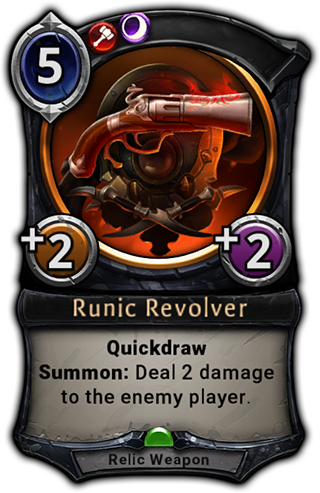 5
+2 +2
Runic Revolver
Quickdraw
Summon: Deal 2 damage
to the enemy player.
Relic Weapon